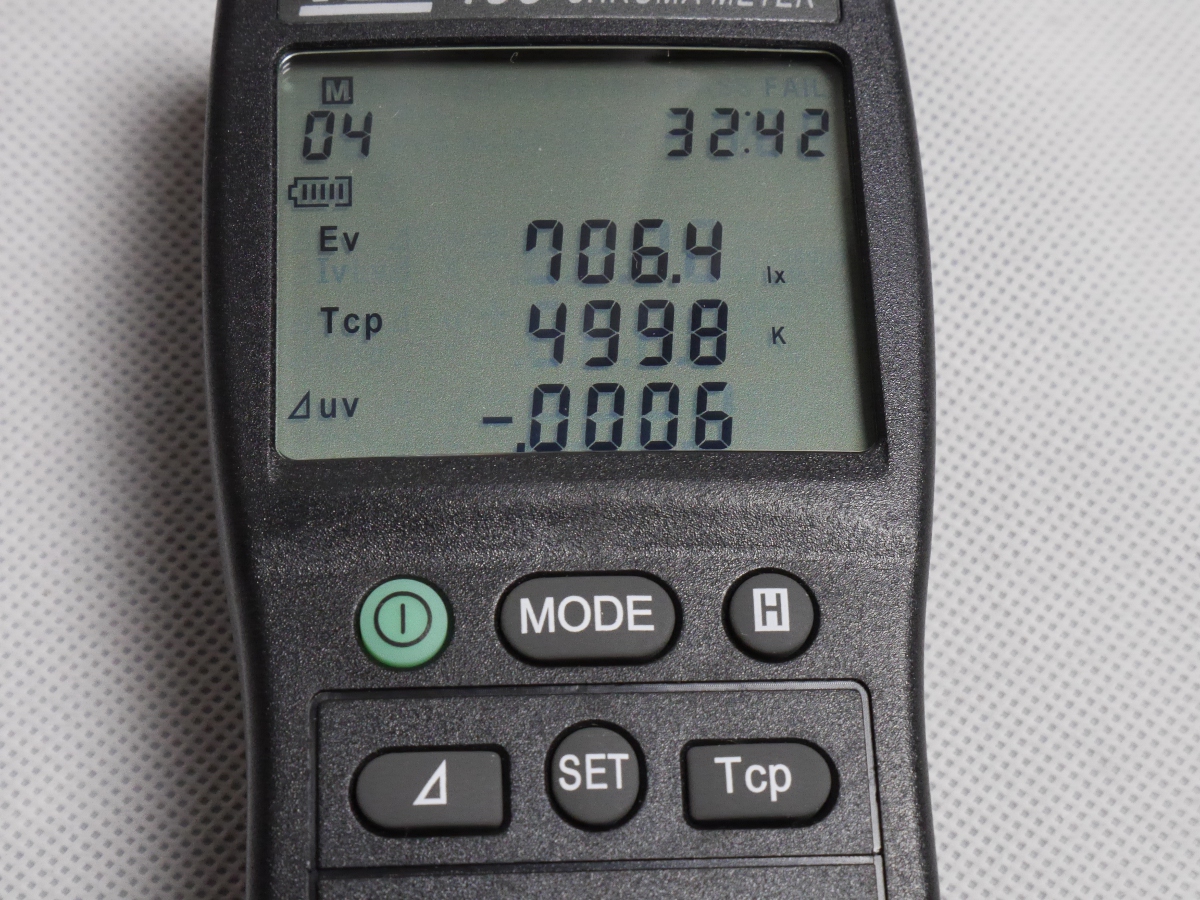 CHROMA METER
M
04 32:42
Ev 706.4 lx
Tcp 4998 K
⊿uv -.0006
MODE H
⊿ SET Tcp